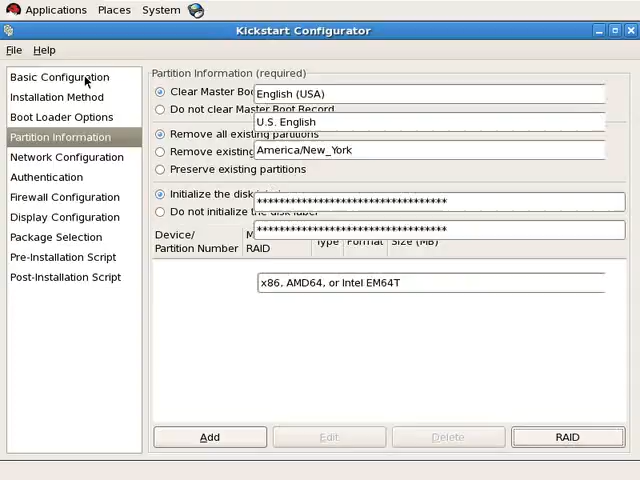 Applications Places System
Kickstart Configurator
File Help
Basic Configuration
Installation Method
Boot Loader Options
Partition Information
Network Configuration
Authentication
Firewall Configuration
Display Configuration
Package Selection
Pre-Installation Script
Post-Installation Script
Partition Information (required)
Clear Master Boo
English (USA)
Do not clear Master Boot Record
U.S. English
Remove all existing partitions
Remove existing
America/New_York
Preserve existing partitions
Initialize the disk
**********************************
Do not initialize the disk label
**********************************
Device/
Partition Number
RAID
Type Format Size (MB)
x86, AMD64, or Intel EM64T
Add Edit Delete RAID